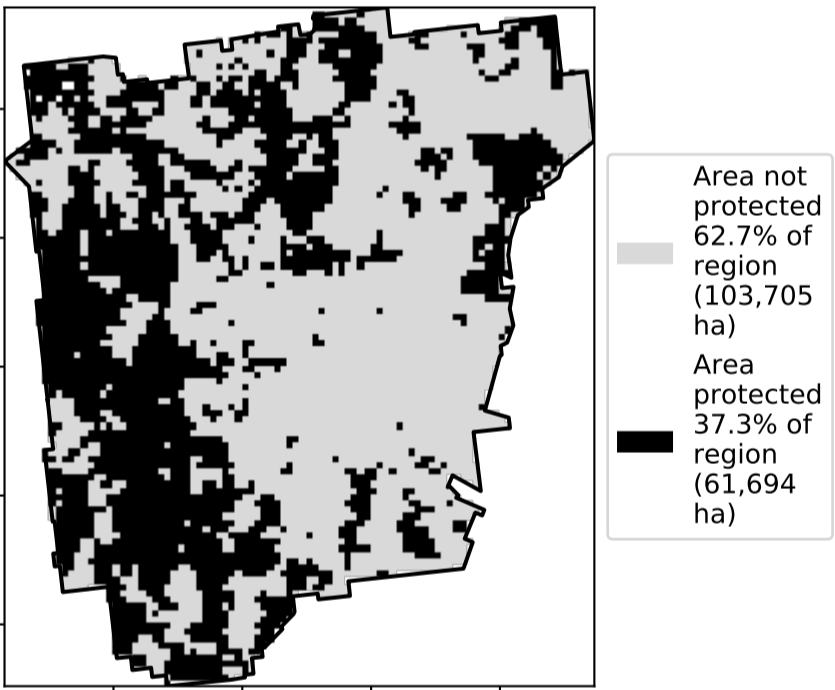 Area not
protected
62.7% of
region
(103,705
ha)
Area
protected
37.3% of
region
(61,694
ha)